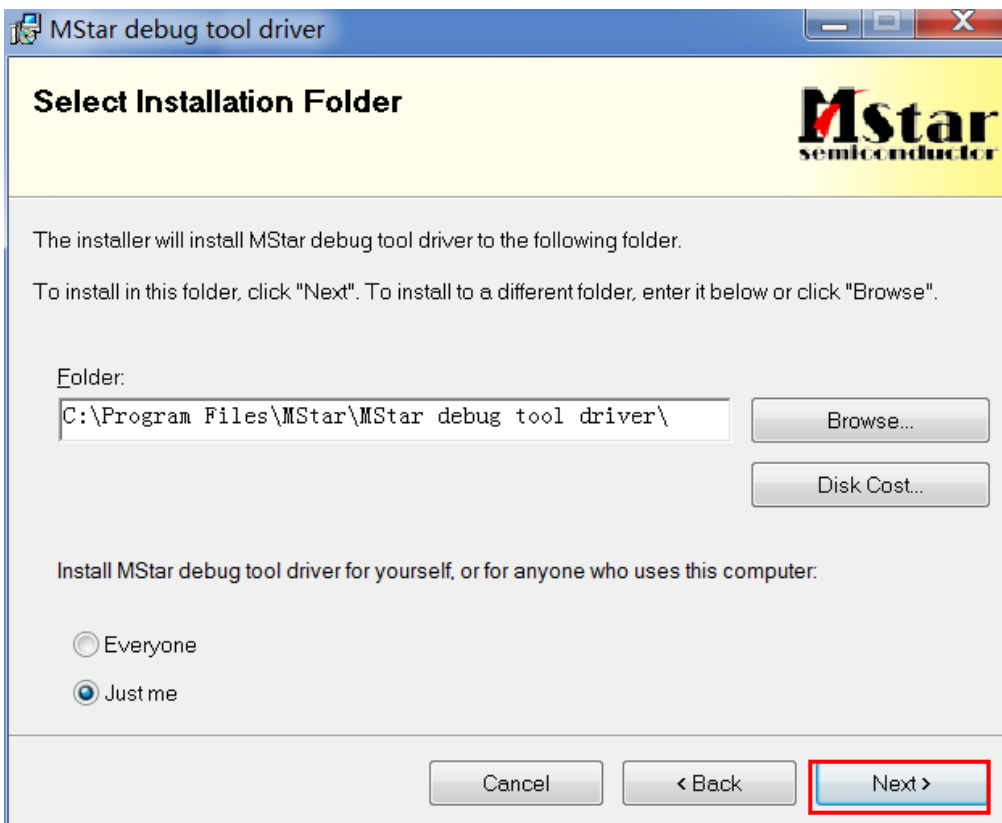 MStar debug tool driver
Select Installation Folder
MStar
semiconductor
The installer will install MStar debug tool driver to the following folder.
To install in this folder, click "Next". To install to a different folder, enter it below or click "Browse".
Folder:
C:\Program Files\MStar\MStar debug tool driver\
Browse...
Disk Cost...
Install MStar debug tool driver for yourself, or for anyone who uses this computer:
Everyone
Just me
Cancel
< Back
Next >